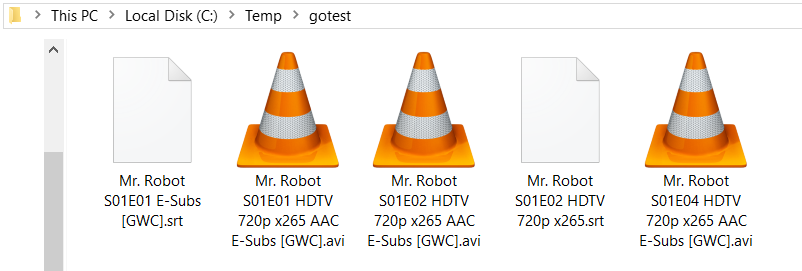 This PC > Local Disk (C:) > Temp > gotest
Mr. Robot
S01E01 E-Subs
[GWC].srt
Mr. Robot
S01E01 HDTV
720p x265 AAC
E-Subs [GWC].avi
Mr. Robot
S01E02 HDTV
720p x265 AAC
E-Subs [GWC].avi
Mr. Robot
S01E02 HDTV
720p x265.srt
Mr. Robot
S01E04 HDTV
720p x265 AAC
E-Subs [GWC].avi